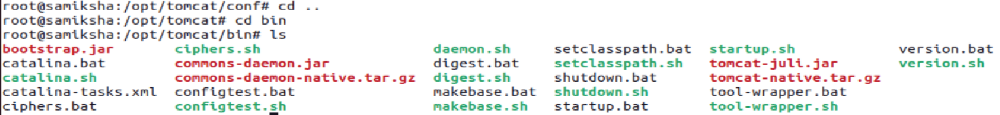 root@samiksha:/opt/tomcat/conf# cd ..
root@samiksha:/opt/tomcat# cd bin
root@samiksha:/opt/tomcat/bin# ls
bootstrap.jar ciphers.sh daemon.sh setclasspath.bat startup.sh version.bat
catalina.bat commons-daemon.jar digest.bat setclasspath.sh tomcat-juli.jar version.sh
catalina.sh commons-daemon-native.tar.gz digest.sh shutdown.bat tomcat-native.tar.gz
catalina-tasks.xml configtest.bat makebase.bat shutdown.sh tool-wrapper.bat
ciphers.bat configtest.sh makebase.sh startup.bat tool-wrapper.sh